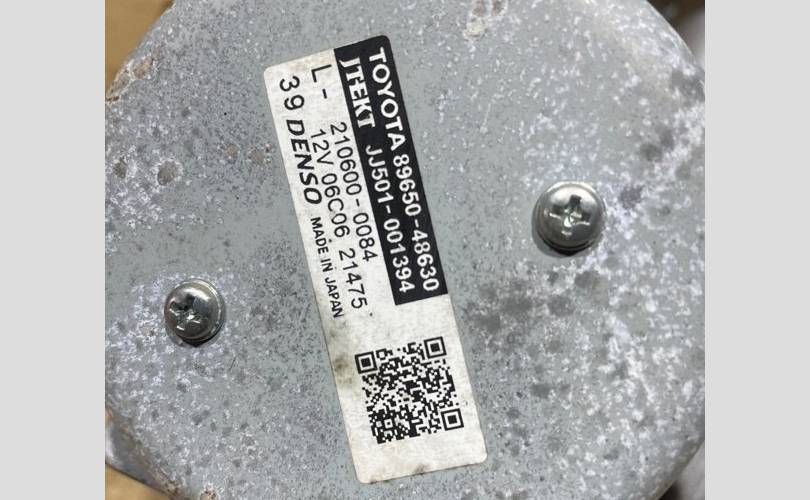 TOYOTA 89650-48630
JTEKT JJ501-001394
L- 210600-0084
12V 06C06 21475
39 DENSO MADE IN JAPAN